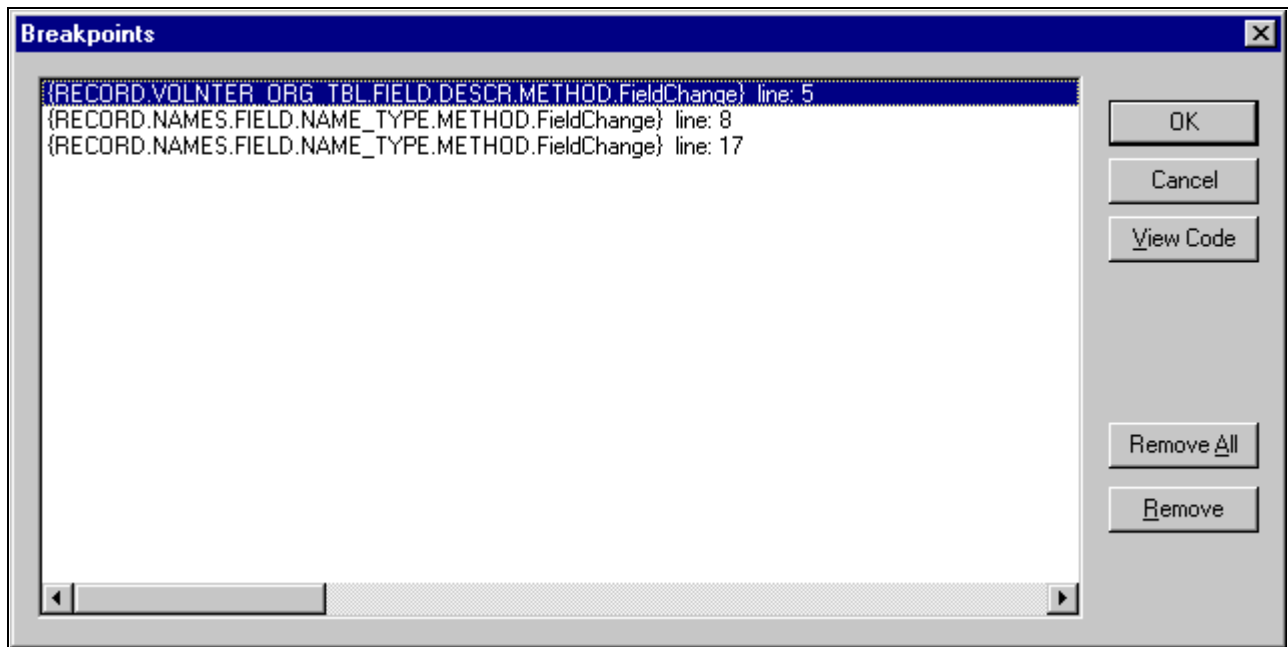 Breakpoints
{RECORD.VOLNTER_ORG_TBL.FIELD.DESCR.METHOD.FieldChange} line: 5
{RECORD.NAMES.FIELD.NAME_TYPE.METHOD.FieldChange} line: 8
{RECORD.NAMES.FIELD.NAME_TYPE.METHOD.FieldChange} line: 17
OK
Cancel
View Code
Remove All
Remove